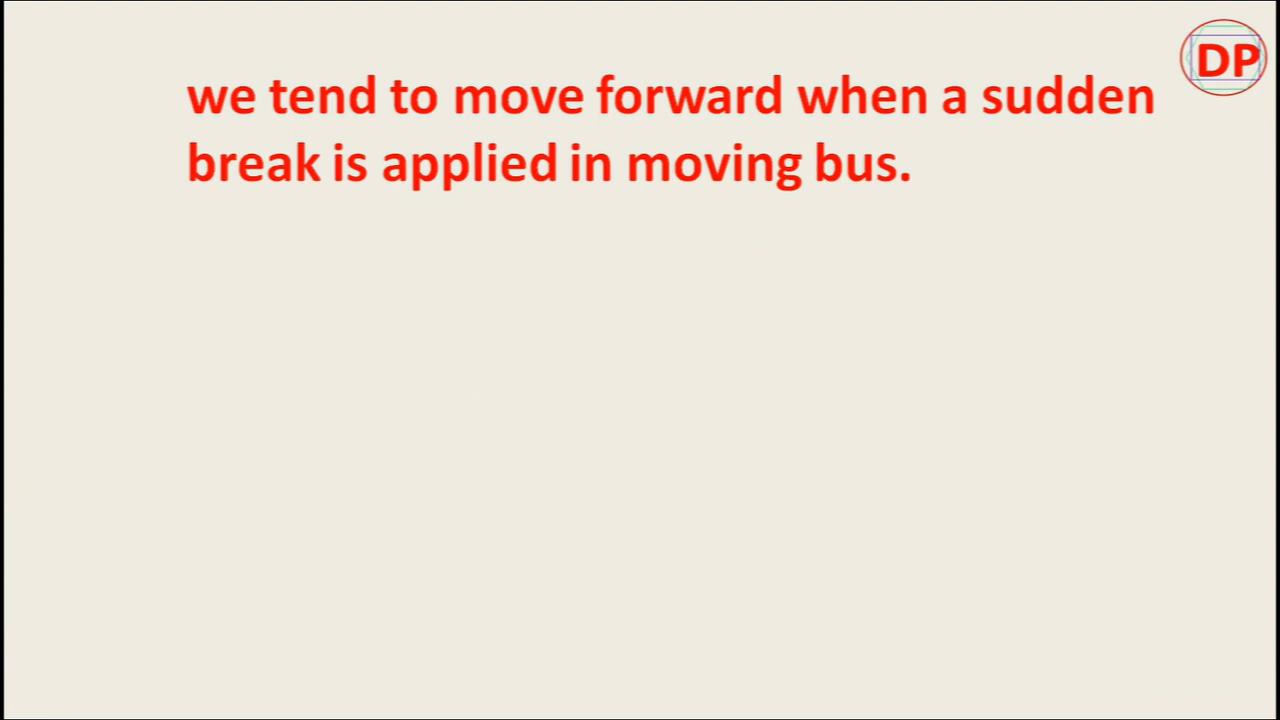 DP
we tend to move forward when a sudden
break is applied in moving bus.